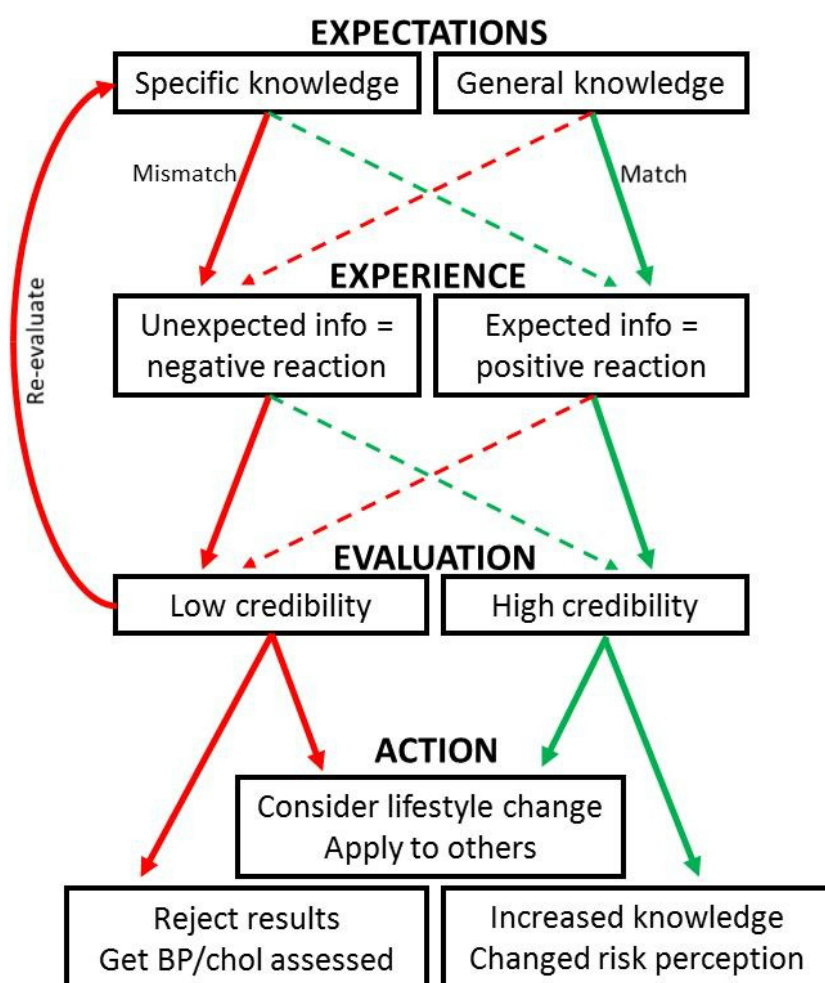 EXPECTATIONS
Specific knowledge
General knowledge
Mismatch
Match
EXPERIENCE
Unexpected info =
negative reaction
Expected info =
positive reaction
Re-evaluate
EVALUATION
Low credibility
High credibility
ACTION
Consider lifestyle change
Apply to others
Reject results
Get BP/chol assessed
Increased knowledge
Changed risk perception